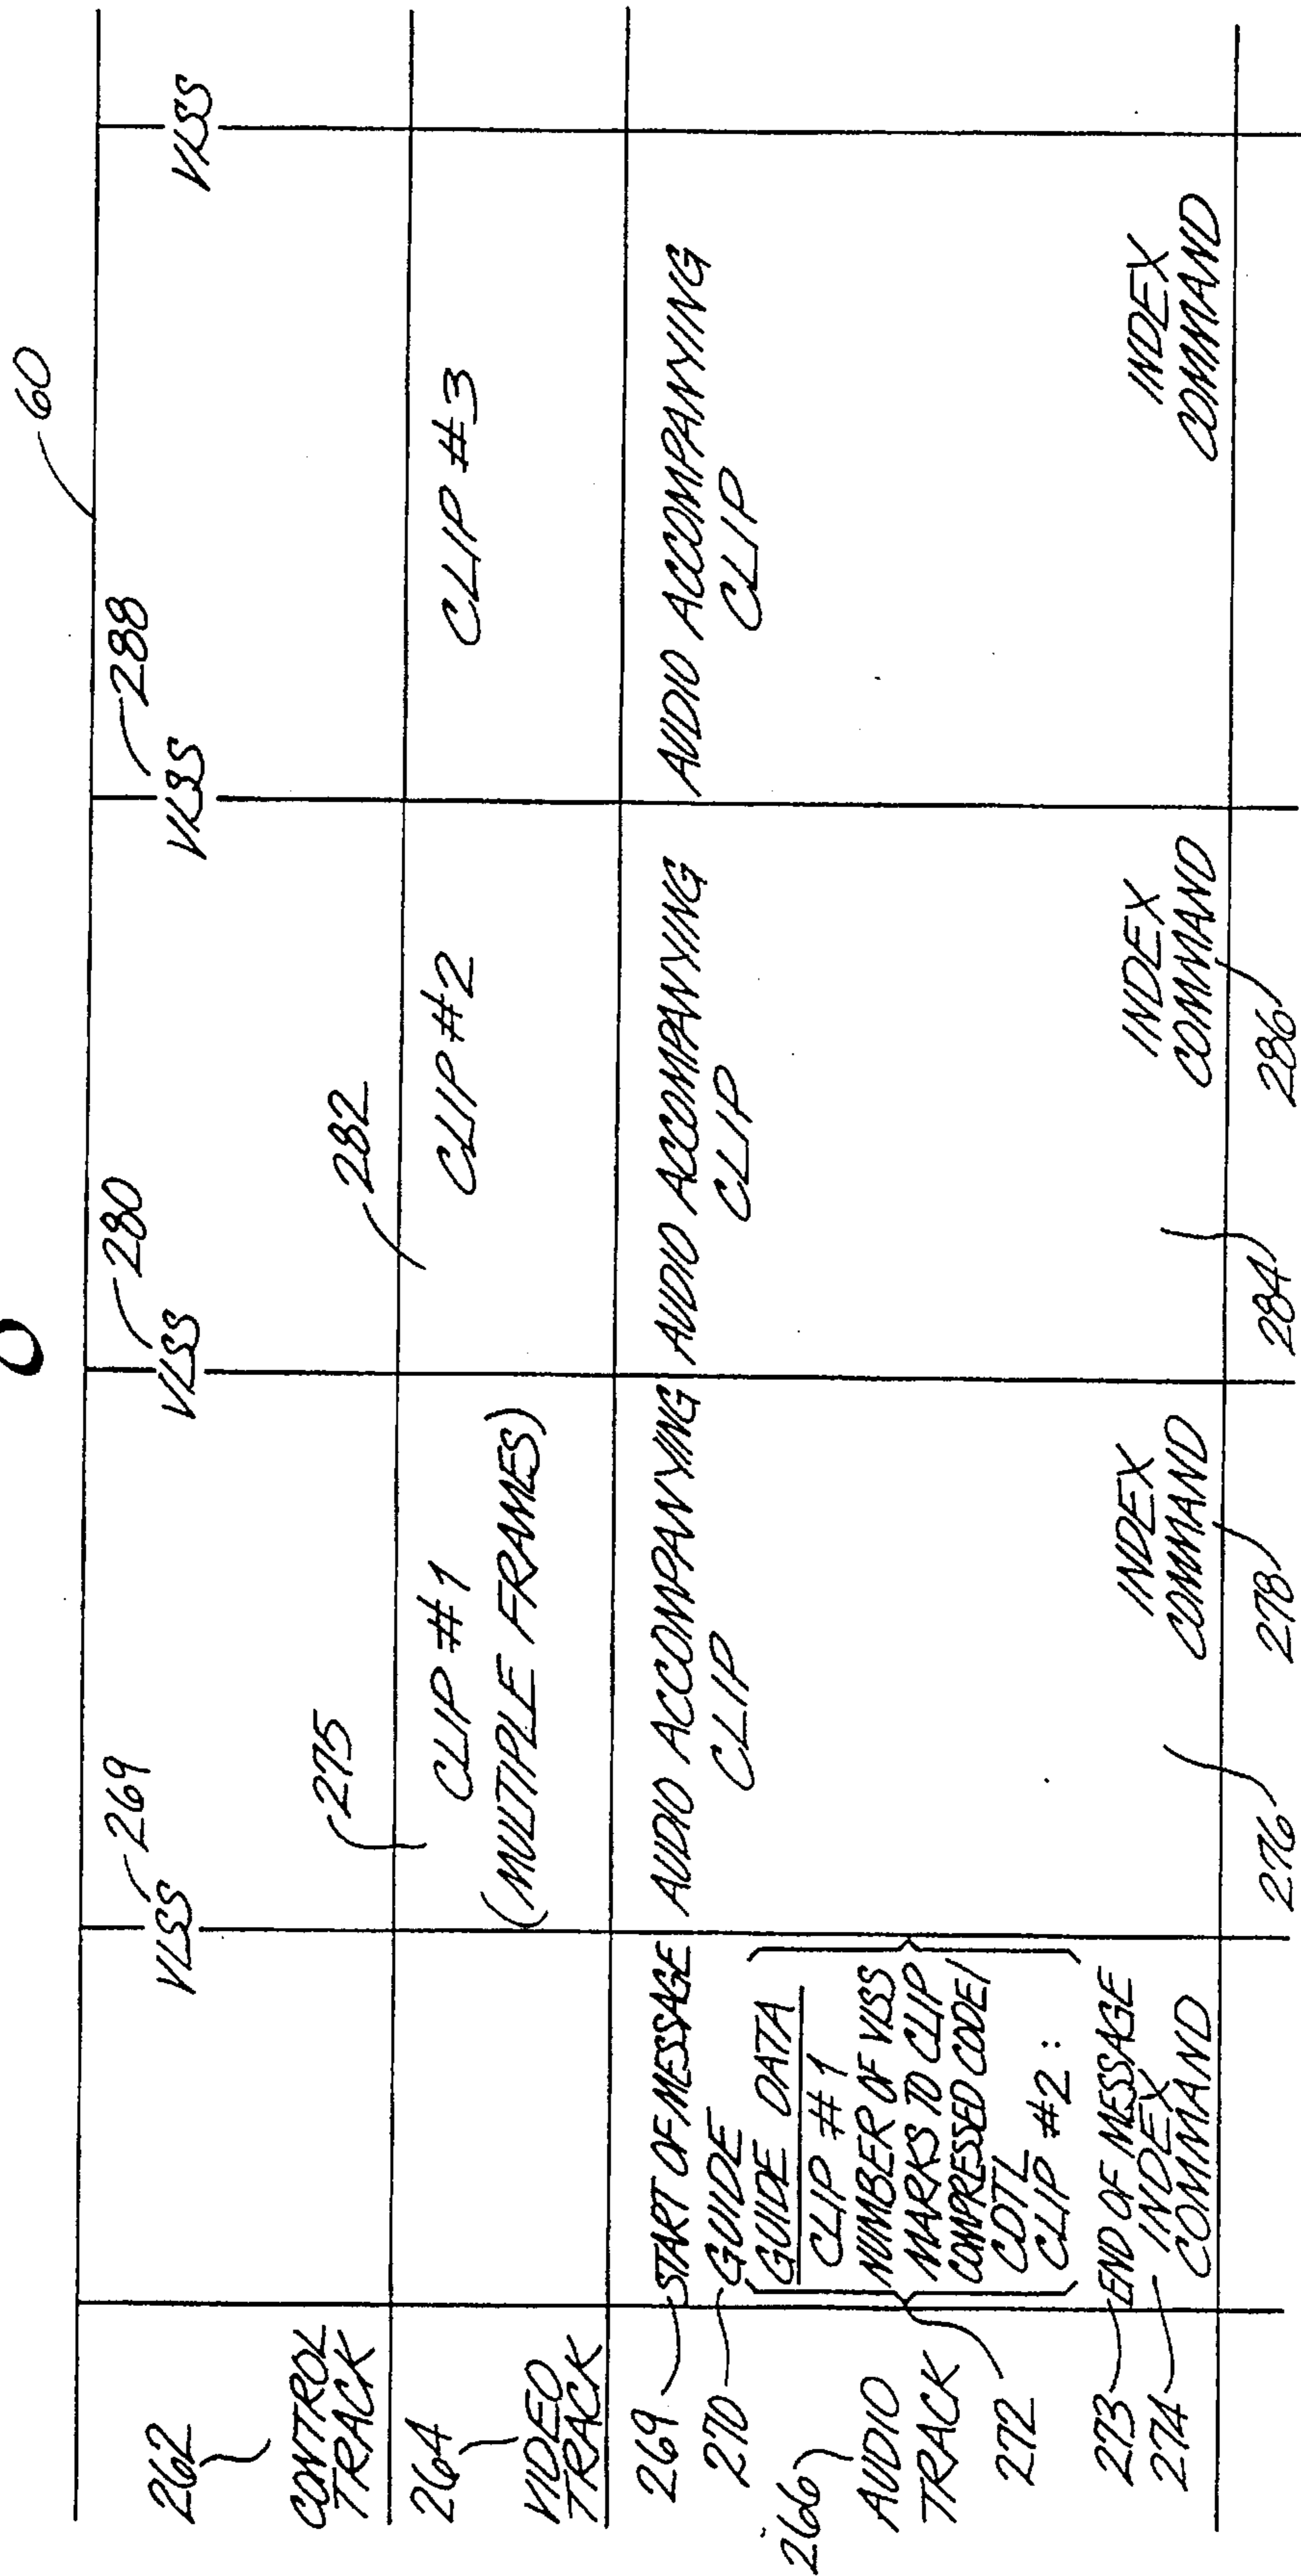 60
VISS 269
VISS 280
VISS 288
VISS
262
CONTROL
TRACK
275
282
264
VIDEO
TRACK
CLIP #1
(MULTIPLE FRAMES)
CLIP #2
CLIP #3
269 START OF MESSAGE
270 GUIDE
266
AUDIO
TRACK
272
GUIDE DATA
CLIP #1
NUMBER OF VISS
MARKS TO CLIP
COMPRESSED CODE/
CDTL
CLIP #2:
273 END OF MESSAGE
274 INDEX
COMMAND
AUDIO ACCOMPANYING
CLIP
AUDIO ACCOMPANYING
CLIP
AUDIO ACCOMPANYING
CLIP
INDEX
COMMAND
INDEX
COMMAND
INDEX
COMMAND
276
278
284
286